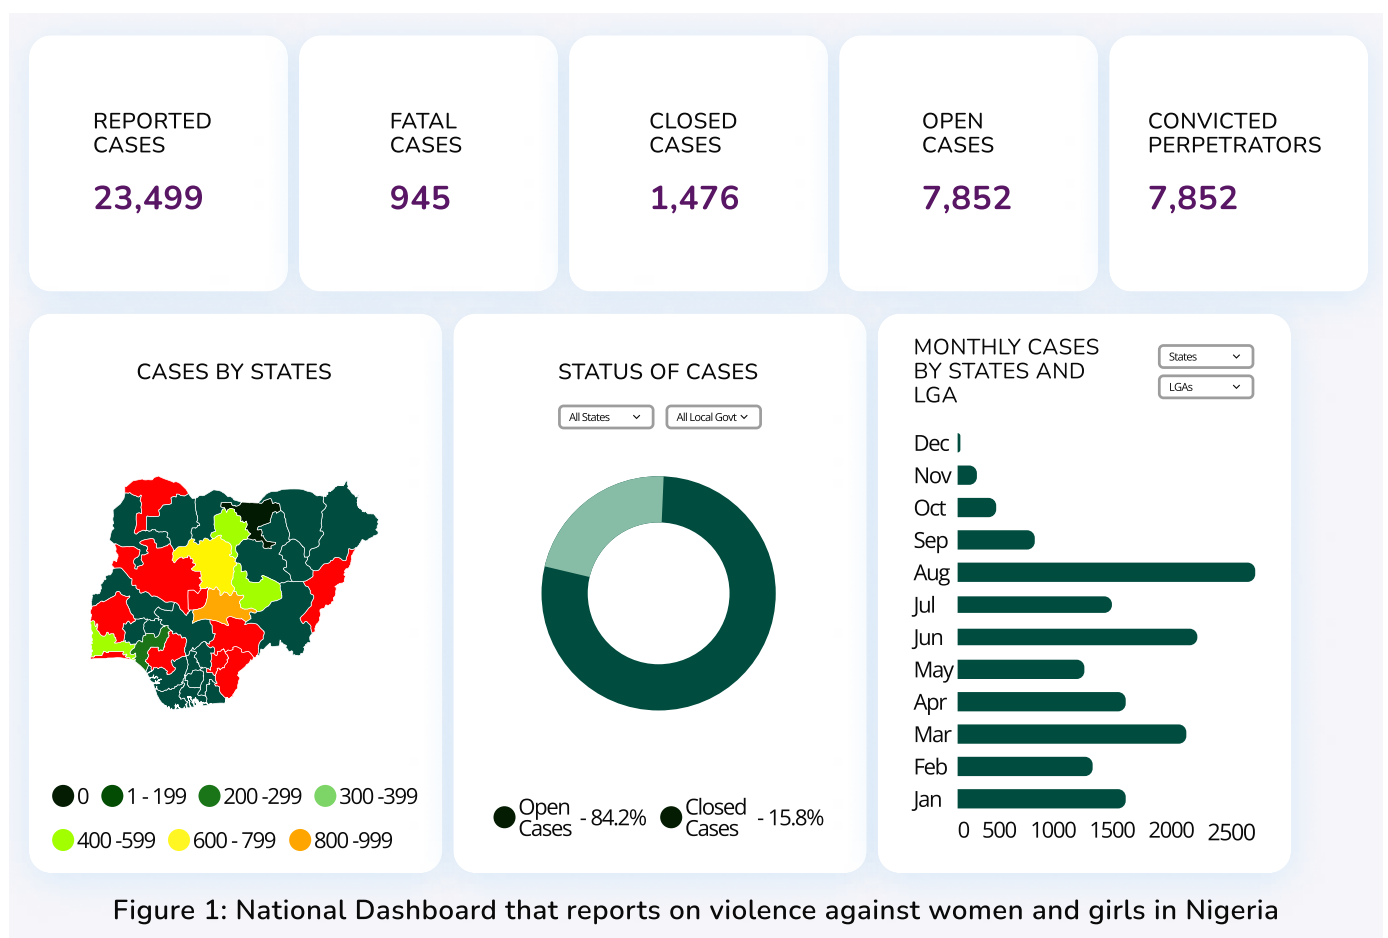 REPORTED
CASES
23,499
FATAL
CASES
945
CLOSED
CASES
1,476
OPEN
CASES
7,852
CONVICTED
PERPETRATORS
7,852
CASES BY STATES
0
1 - 199
200 -299
300 -399
400 -599
600 - 799
800 -999
STATUS OF CASES
All States
All Local Govt
Open
Cases
- 84.2%
Closed
Cases
- 15.8%
MONTHLY CASES
BY STATES AND
LGA
States
LGAs
Dec
Nov
Oct
Sep
Aug
Jul
Jun
May
Apr
Mar
Feb
Jan
0 500 1000 1500 2000 2500
Figure 1: National Dashboard that reports on violence against women and girls in Nigeria